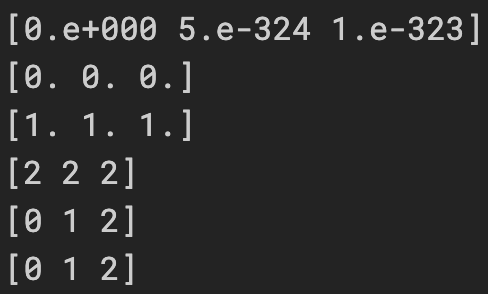 [0.e+000 5.e-324 1.e-323]
[0. 0. 0.]
[1. 1. 1.]
[2 2 2]
[0 1 2]
[0 1 2]